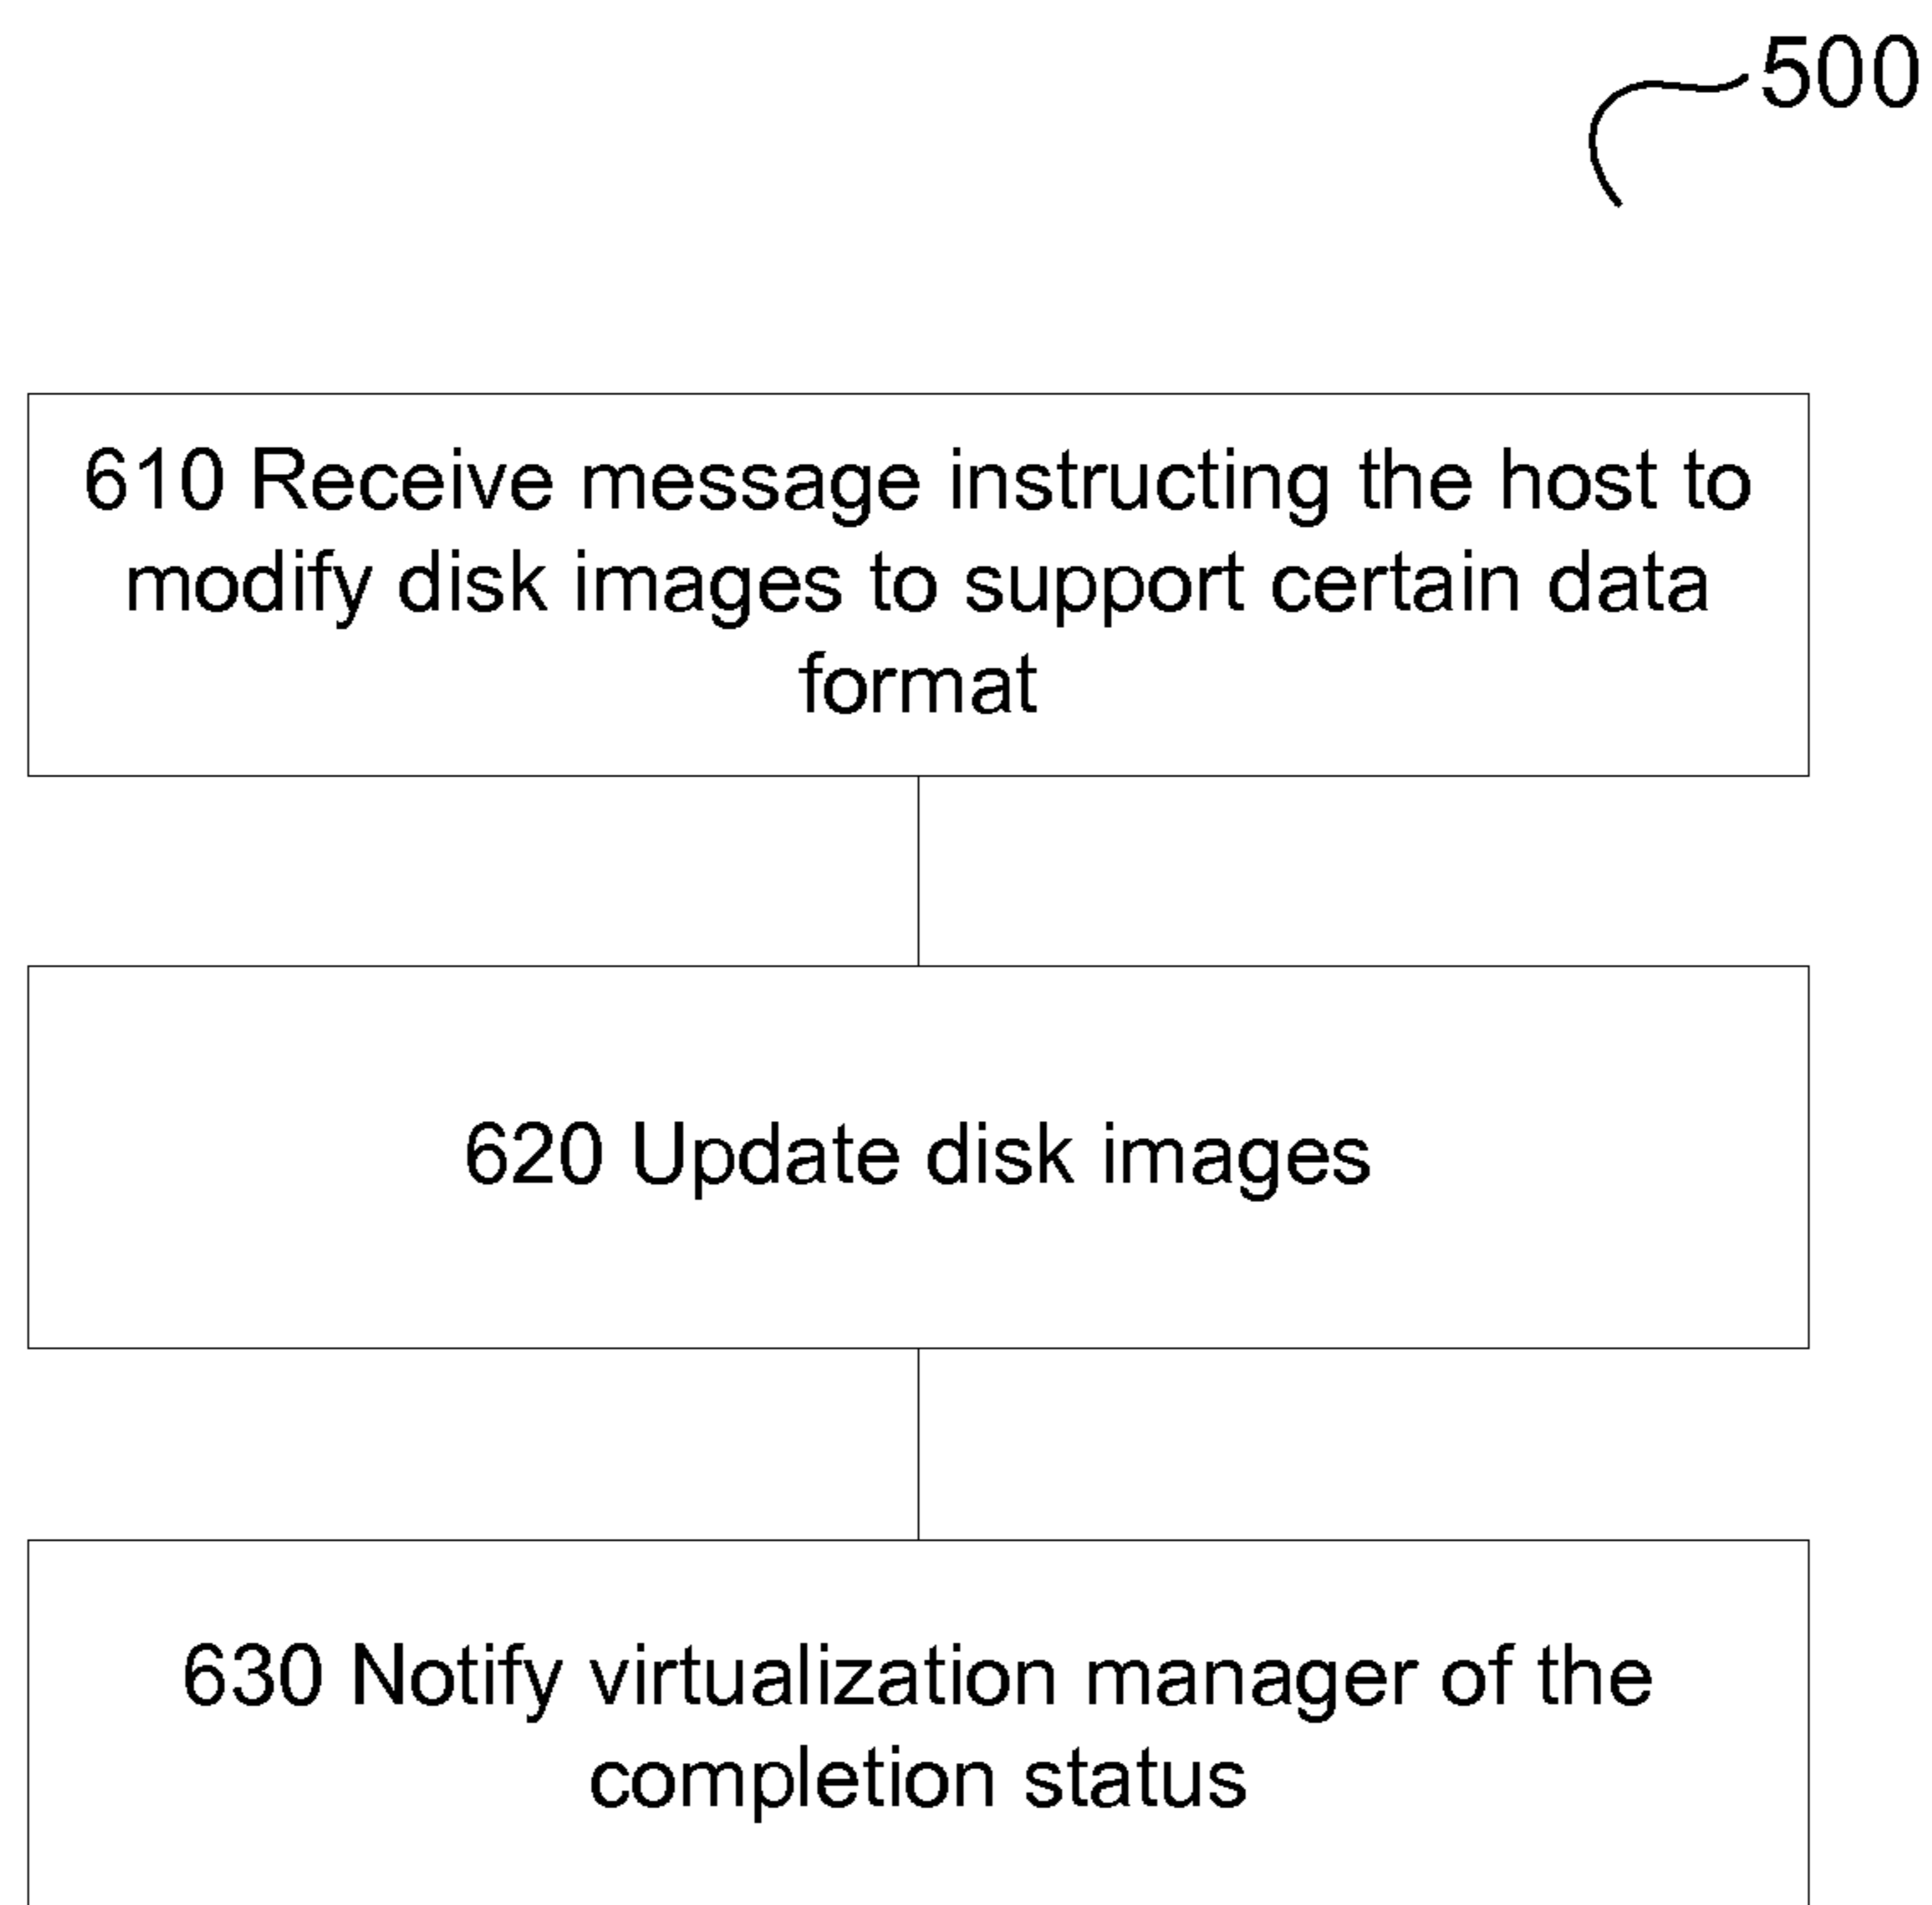 500
610 Receive message instructing the host to
modify disk images to support certain data
format
620 Update disk images
630 Notify virtualization manager of the
completion status